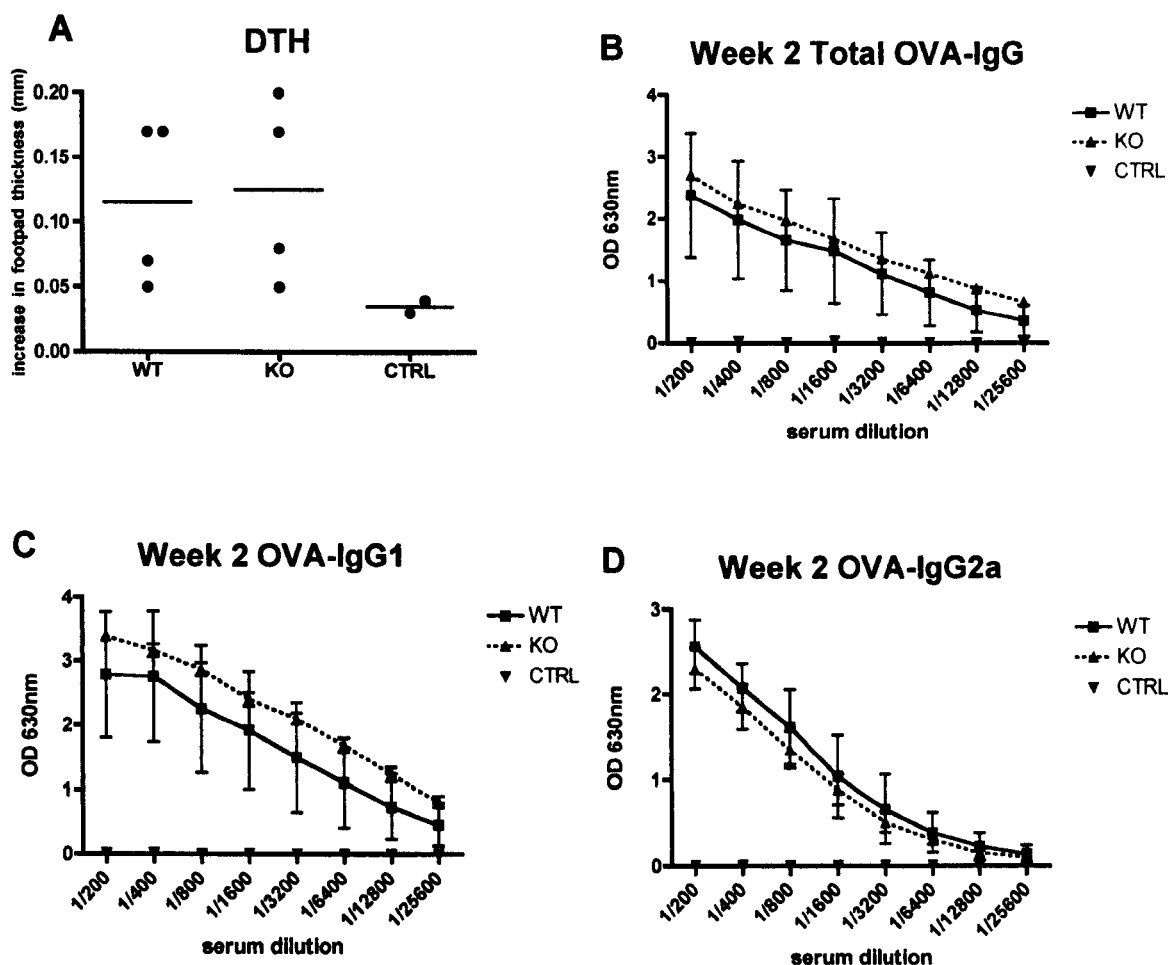 A
DTH
increase in footpad thickness (mm)
0.20
0.15
0.10
0.05
0.00
WT
KO
CTRL
B
Week 2 Total OVA-IgG
OD 630nm
4
3
2
1
0
1/200
1/400
1/800
1/1600
1/3200
1/6400
1/12800
1/25600
serum dilution
WT
KO
CTRL
C
Week 2 OVA-IgG1
OD 630nm
4
3
2
1
0
1/200
1/400
1/800
1/1600
1/3200
1/6400
1/12800
1/25600
serum dilution
WT
KO
CTRL
D
Week 2 OVA-IgG2a
OD 630nm
3
2
1
0
1/200
1/400
1/800
1/1600
1/3200
1/6400
1/12800
1/25600
serum dilution
WT
KO
CTRL